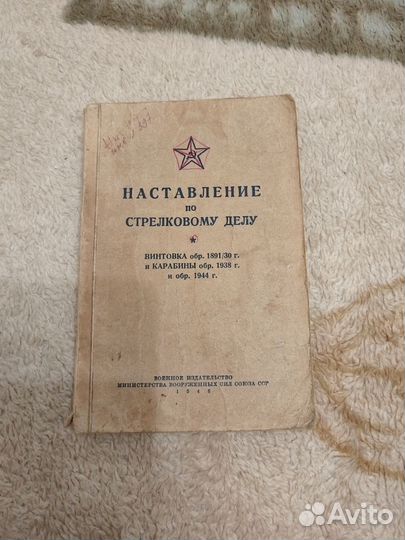 НАСТАВЛЕНИЕ
ПО
СТРЕЛКОВОМУ ДЕЛУ
ВИНТОВКА обр. 1891/30 г.
и КАРАБИНЫ обр. 1938 г.
и обр. 1944 г.
ВОЕННОЕ ИЗДАТЕЛЬСТВО
МИНИСТЕРСТВА ВООРУЖЕННЫХ СИЛ СОЮЗА ССР
Avito